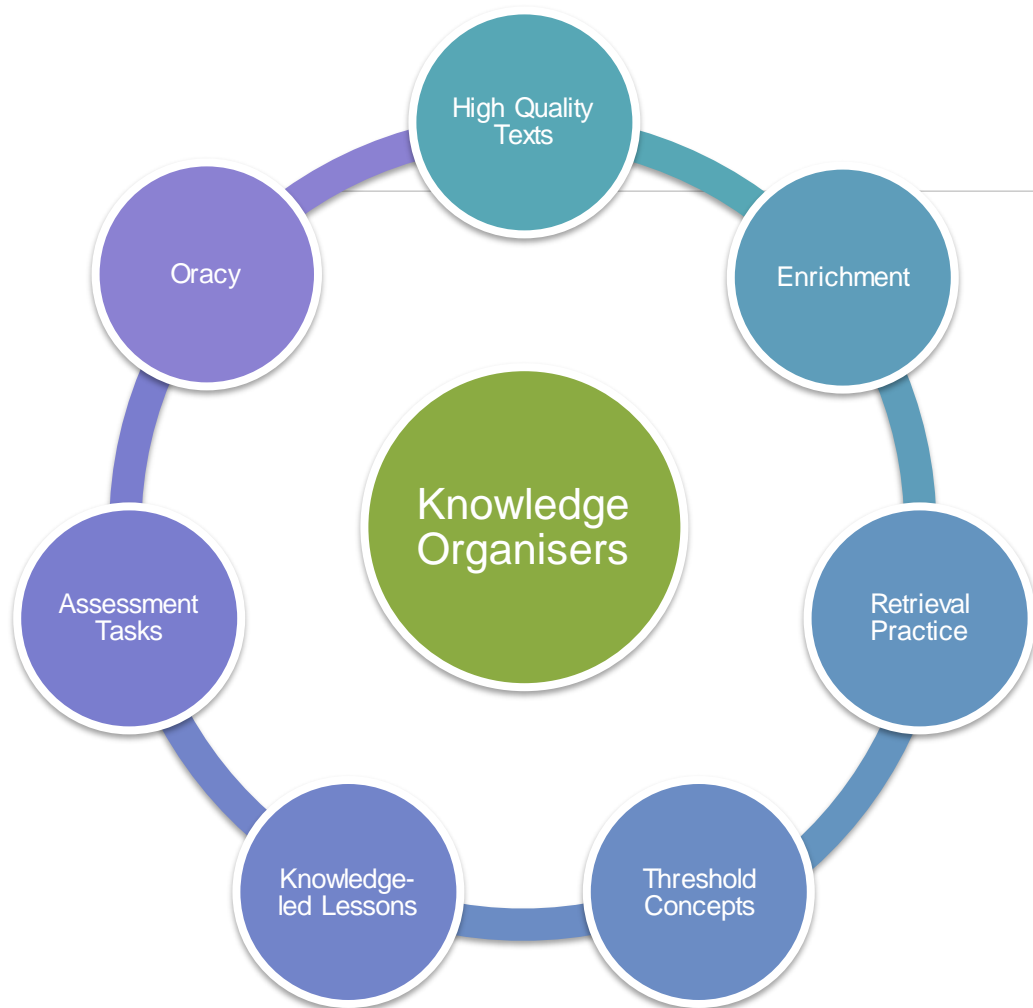 High Quality
Texts
Enrichment
Retrieval
Practice
Threshold
Concepts
Knowledge-
led Lessons
Assessment
Tasks
Oracy
Knowledge
Organisers